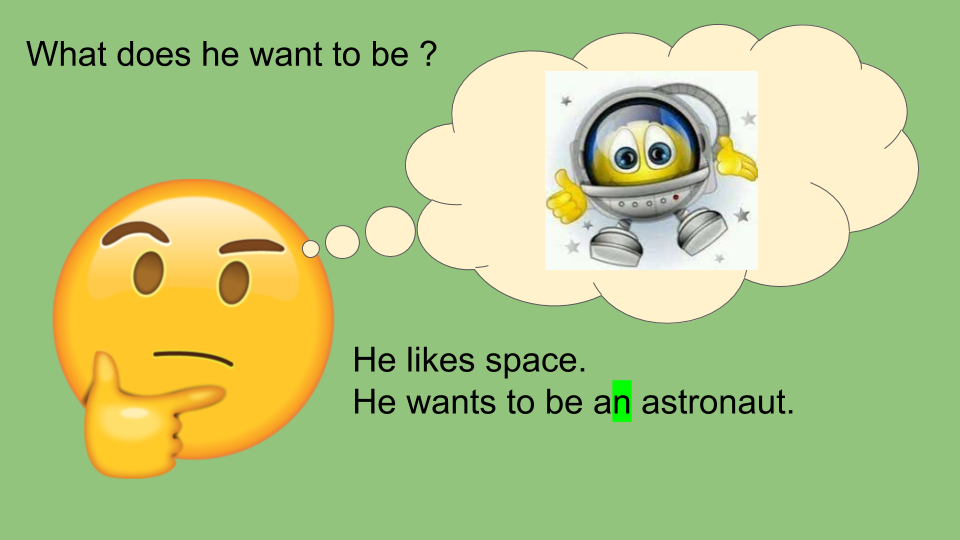 What does he want to be ?
He likes space.
He wants to be an astronaut.